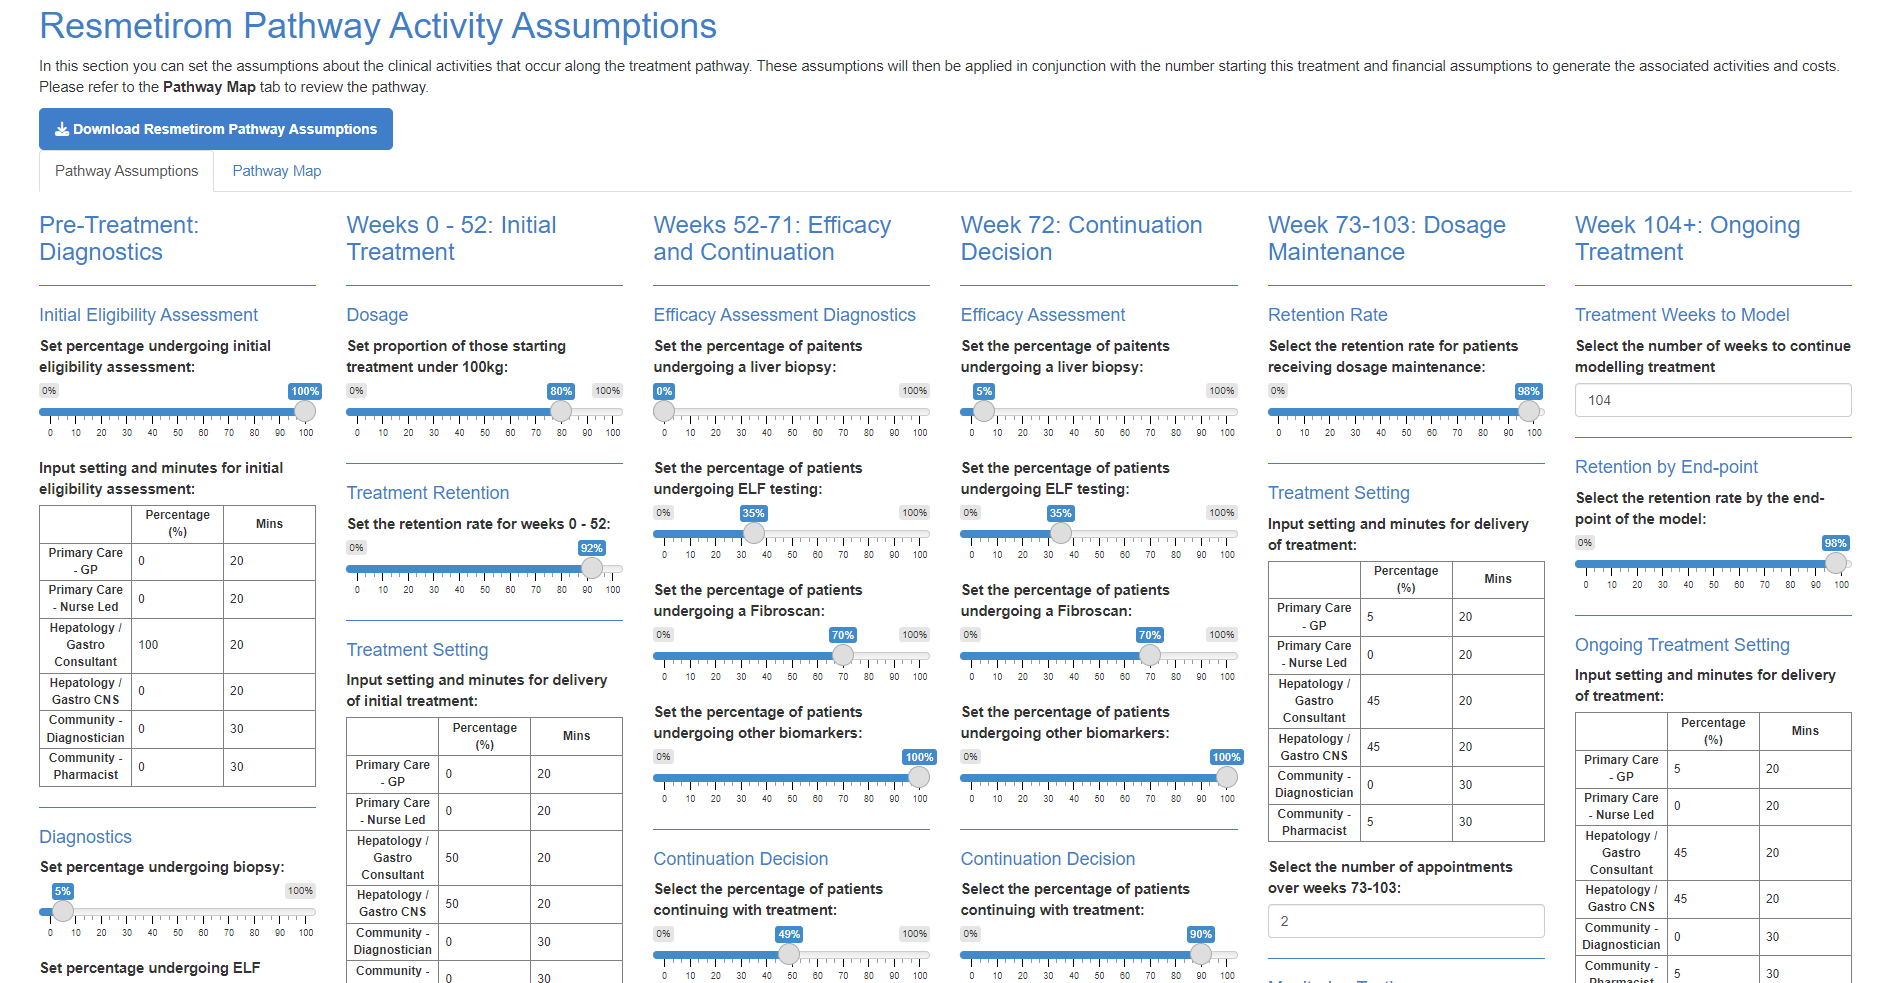 Resmetirom Pathway Activity Assumptions
In this section you can set the assumptions about the clinical activities that occur along the treatment pathway. These assumptions will then be applied in conjunction with the number starting this treatment and financial assumptions to generate the associated activities and costs.
Please refer to the Pathway Map tab to review the pathway.
Download Resmetirom Pathway Assumptions
Pathway Assumptions
Pathway Map
Pre-Treatment:
Diagnostics
Initial Eligibility Assessment
Set percentage undergoing initial
eligibility assessment:
0% 100%
0 10 20 30 40 50 60 70 80 90 100
Input setting and minutes for initial
eligibility assessment:
Percentage
(%) Mins
Primary Care
- GP 0 20
Primary Care
- Nurse Led 0 20
Hepatology /
Gastro
Consultant 100 20
Hepatology /
Gastro CNS 0 20
Community -
Diagnostician 0 30
Community -
Pharmacist 0 30
Diagnostics
Set percentage undergoing biopsy:
5% 100%
0 10 20 30 40 50 60 70 80 90 100
Set percentage undergoing ELF
Weeks 0 - 52: Initial
Treatment
Dosage
Set proportion of those starting
treatment under 100kg:
0% 80% 100%
0 10 20 30 40 50 60 70 80 90 100
Treatment Retention
Set the retention rate for weeks 0 - 52:
0% 92%
0 10 20 30 40 50 60 70 80 90 100
Treatment Setting
Input setting and minutes for delivery
of initial treatment:
Percentage
(%) Mins
Primary Care
- GP 0 20
Primary Care
- Nurse Led 0 20
Hepatology /
Gastro
Consultant 50 20
Hepatology /
Gastro CNS 50 20
Community -
Diagnostician 0 30
Community - 0 30
Weeks 52-71: Efficacy
and Continuation
Efficacy Assessment Diagnostics
Set the percentage of paitents
undergoing a liver biopsy:
0% 100%
0 10 20 30 40 50 60 70 80 90 100
Set the percentage of patients
undergoing ELF testing:
0% 35% 100%
0 10 20 30 40 50 60 70 80 90 100
Set the percentage of patients
undergoing a Fibroscan:
0% 70% 100%
0 10 20 30 40 50 60 70 80 90 100
Set the percentage of patients
undergoing other biomarkers:
0% 100%
0 10 20 30 40 50 60 70 80 90 100
Continuation Decision
Select the percentage of patients
continuing with treatment:
0% 49% 100%
0 10 20 30 40 50 60 70 80 90 100
Week 72: Continuation
Decision
Efficacy Assessment
Set the percentage of paitents
undergoing a liver biopsy:
5% 100%
0 10 20 30 40 50 60 70 80 90 100
Set the percentage of patients
undergoing ELF testing:
0% 35% 100%
0 10 20 30 40 50 60 70 80 90 100
Set the percentage of patients
undergoing a Fibroscan:
0% 70% 100%
0 10 20 30 40 50 60 70 80 90 100
Set the percentage of patients
undergoing other biomarkers:
0% 100%
0 10 20 30 40 50 60 70 80 90 100
Continuation Decision
Select the percentage of patients
continuing with treatment:
0% 90%
0 10 20 30 40 50 60 70 80 90 100
Week 73-103: Dosage
Maintenance
Retention Rate
Select the retention rate for patients
receiving dosage maintenance:
0% 98%
0 10 20 30 40 50 60 70 80 90 100
Treatment Setting
Input setting and minutes for delivery
of treatment:
Percentage
(%) Mins
Primary Care
- GP 5 20
Primary Care
- Nurse Led 0 20
Hepatology /
Gastro
Consultant 45 20
Hepatology /
Gastro CNS 45 20
Community -
Diagnostician 0 30
Community -
Pharmacist 5 30
Select the number of appointments
over weeks 73-103:
2
Week 104+: Ongoing
Treatment
Treatment Weeks to Model
Select the number of weeks to continue
modelling treatment
104
Retention by End-point
Select the retention rate by the end-
point of the model:
0% 98%
0 10 20 30 40 50 60 70 80 90 100
Ongoing Treatment Setting
Input setting and minutes for delivery
of treatment:
Percentage
(%) Mins
Primary Care
- GP 5 20
Primary Care
- Nurse Led 0 20
Hepatology /
Gastro
Consultant 45 20
Hepatology /
Gastro CNS 45 20
Community -
Diagnostician 0 30
Community -
Pharmacist 5 30